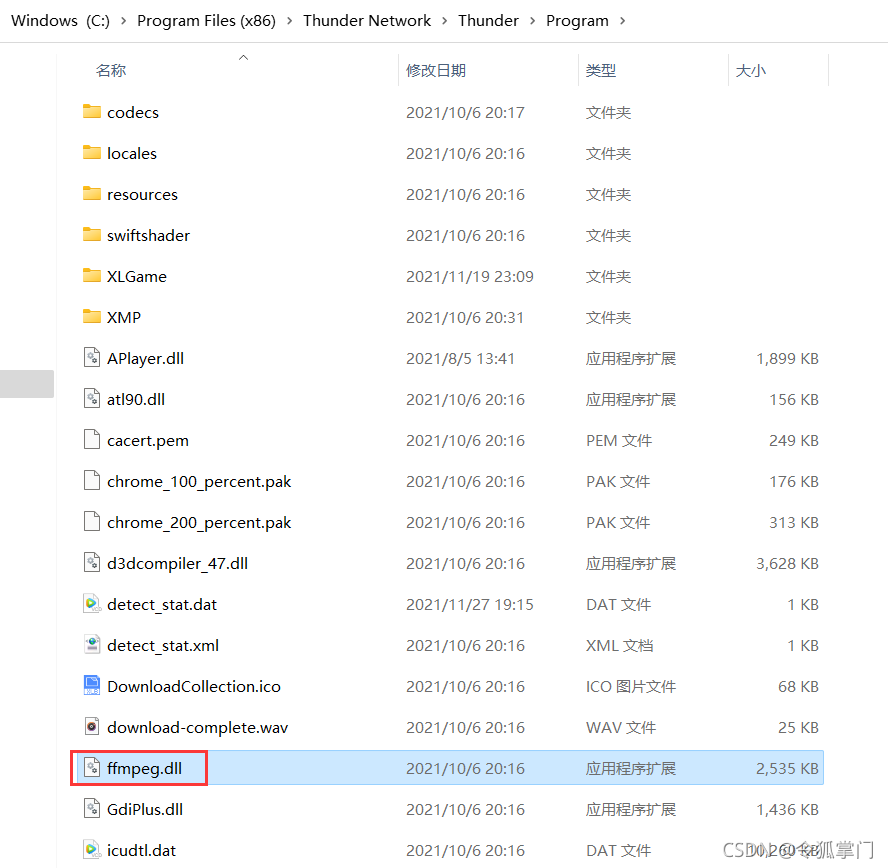 Windows (C:) > Program Files (x86) > Thunder Network > Thunder > Program >
名称 修改日期 类型 大小
codecs 2021/10/6 20:17 文件夹
locales 2021/10/6 20:16 文件夹
resources 2021/10/6 20:16 文件夹
swiftshader 2021/10/6 20:16 文件夹
XLGame 2021/11/19 23:09 文件夹
XMP 2021/10/6 20:31 文件夹
APlayer.dll 2021/8/5 13:41 应用程序扩展 1,899 KB
atl90.dll 2021/10/6 20:16 应用程序扩展 156 KB
cacert.pem 2021/10/6 20:16 PEM 文件 249 KB
chrome_100_percent.pak 2021/10/6 20:16 PAK 文件 176 KB
chrome_200_percent.pak 2021/10/6 20:16 PAK 文件 313 KB
d3dcompiler_47.dll 2021/10/6 20:16 应用程序扩展 3,628 KB
detect_stat.dat 2021/11/27 19:15 DAT 文件 1 KB
detect_stat.xml 2021/10/6 20:16 XML 文档 1 KB
DownloadCollection.ico 2021/10/6 20:16 ICO 图片文件 68 KB
download-complete.wav 2021/10/6 20:16 WAV 文件 25 KB
ffmpeg.dll 2021/10/6 20:16 应用程序扩展 2,535 KB
GdiPlus.dll 2021/10/6 20:16 应用程序扩展 1,436 KB
icudtl.dat 2021/10/6 20:16 DAT 文件 10,260 KB
CSDN @令狐掌门